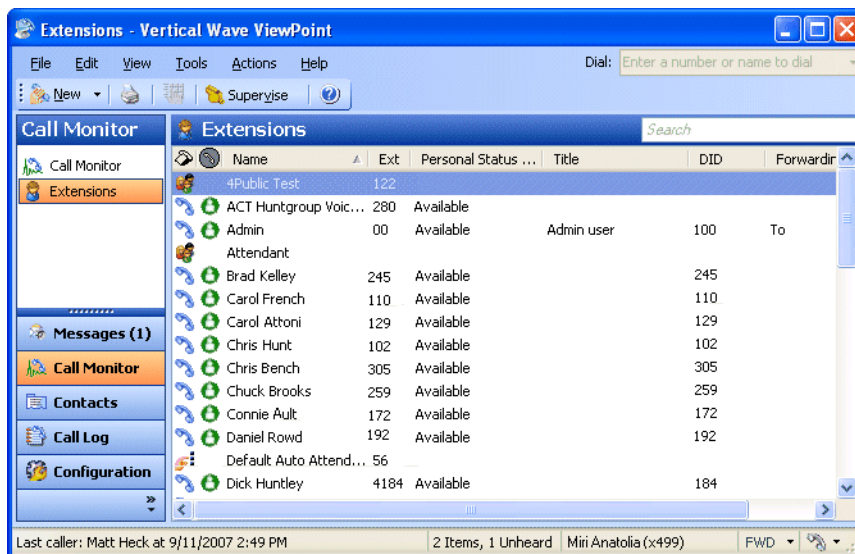 Extensions - Vertical Wave ViewPoint
File Edit View Tools Actions Help Dial: Enter a number or name to dial
New Supervise
Call Monitor
Call Monitor
Extensions
Messages (1)
Call Monitor
Contacts
Call Log
Configuration
Extensions Search
Name Ext Personal Status ... Title DID Forwardin
4Public Test 122
ACT Huntgroup Voic... 280 Available
Admin 00 Available Admin user 100 To
Attendant
Brad Kelley 245 Available 245
Carol French 110 Available 110
Carol Attoni 129 Available 129
Chris Hunt 102 Available 102
Chris Bench 305 Available 305
Chuck Brooks 259 Available 259
Connie Ault 172 Available 172
Daniel Rowd 192 Available 192
Default Auto Attend... 56
Dick Huntley 4184 Available 184
Last caller: Matt Heck at 9/11/2007 2:49 PM 2 Items, 1 Unheard Miri Anatolia (x499) FWD